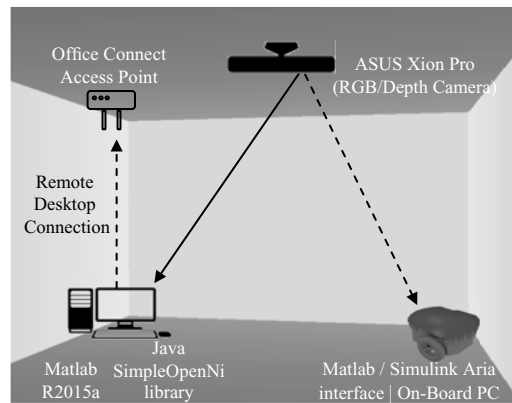 Office Connect
Access Point
ASUS Xion Pro
(RGB/Depth Camera)
Remote
Desktop
Connection
Matlab
R2015a
Java
SimpleOpenNi
library
Matlab / Simulink Aria
interface | On-Board PC